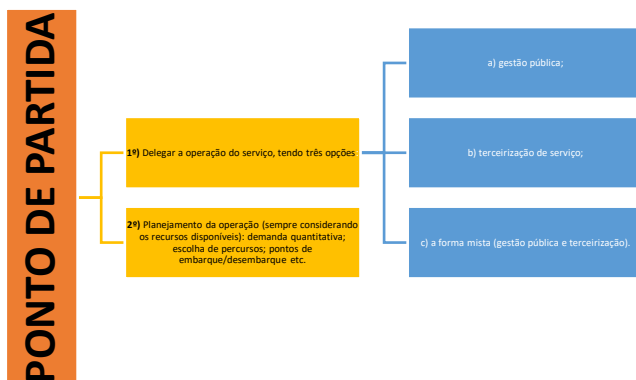 PONTO DE PARTIDA
1º) Delegar a operação do serviço, tendo três opções
a) gestão pública;
b) terceirização de serviço;
c) a forma mista (gestão pública e terceirização).
2º) Planejamento da operação (sempre considerando
os recursos disponíveis): demanda quantitativa;
escolha de percursos; pontos de
embarque/desembarque etc.